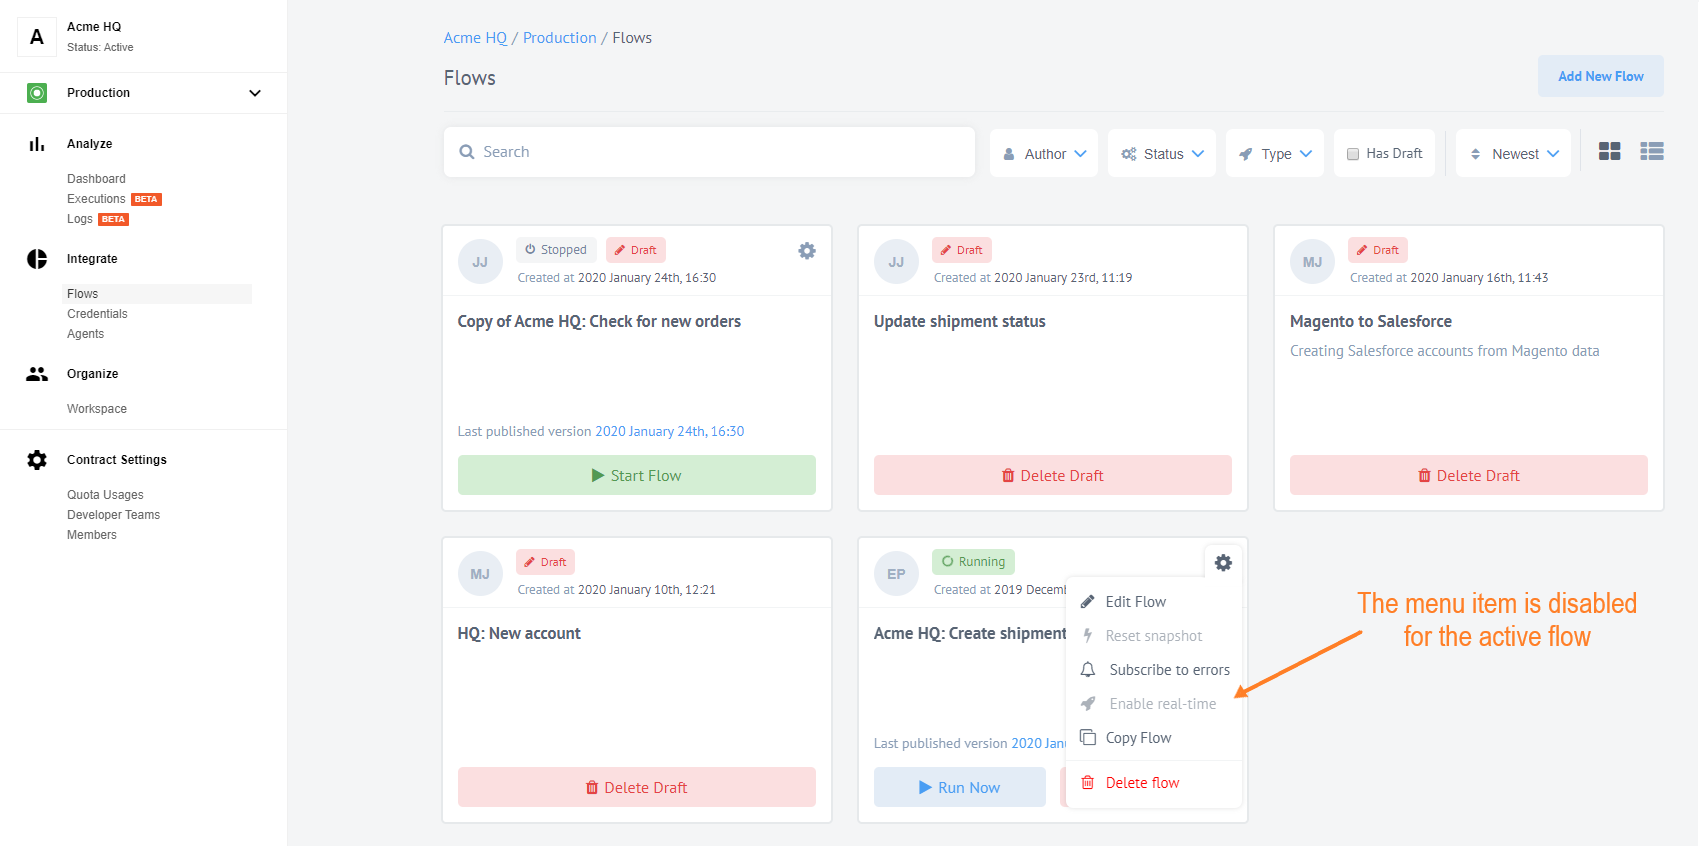 A
Acme HQ
Status: Active
Production
Analyze
Dashboard
Executions BETA
Logs BETA
Integrate
Flows
Credentials
Agents
Organize
Workspace
Contract Settings
Quota Usages
Developer Teams
Members
Acme HQ / Production / Flows
Flows
Add New Flow
Search
Author
Status
Type
Has Draft
Newest
JJ
Stopped
Draft
Created at 2020 January 24th, 16:30
Copy of Acme HQ: Check for new orders
Last published version 2020 January 24th, 16:30
Start Flow
JJ
Draft
Created at 2020 January 23rd, 11:19
Update shipment status
Delete Draft
MJ
Draft
Created at 2020 January 16th, 11:43
Magento to Salesforce
Creating Salesforce accounts from Magento data
Delete Draft
MJ
Draft
Created at 2020 January 10th, 12:21
HQ: New account
Delete Draft
EP
Running
Created at 2019 Decem
Acme HQ: Create shipment
Last published version 2020 Jan
Run Now
Edit Flow
Reset snapshot
Subscribe to errors
Enable real-time
Copy Flow
Delete flow
The menu item is disabled
for the active flow